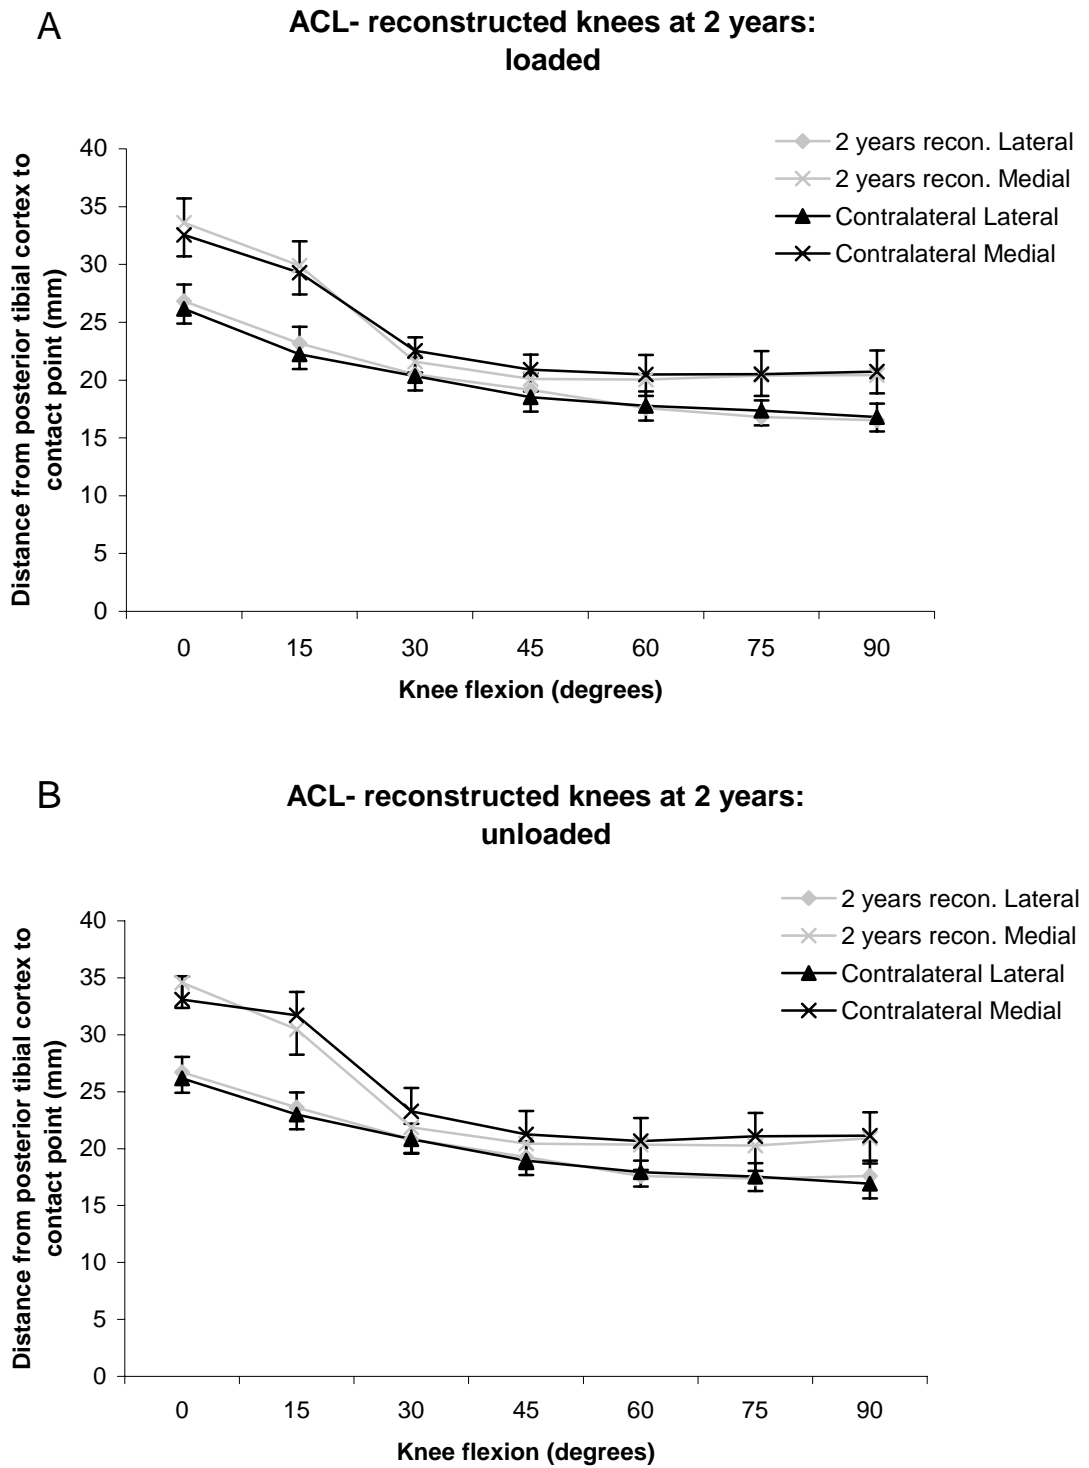 A
ACL- reconstructed knees at 2 years:
loaded
2 years recon. Lateral
2 years recon. Medial
Contralateral Lateral
Contralateral Medial
Distance from posterior tibial cortex to
contact point (mm)
40
35
30
25
20
15
10
5
0
0 15 30 45 60 75 90
Knee flexion (degrees)
B
ACL- reconstructed knees at 2 years:
unloaded
2 years recon. Lateral
2 years recon. Medial
Contralateral Lateral
Contralateral Medial
Distance from posterior tibial cortex to
contact point (mm)
40
35
30
25
20
15
10
5
0
0 15 30 45 60 75 90
Knee flexion (degrees)